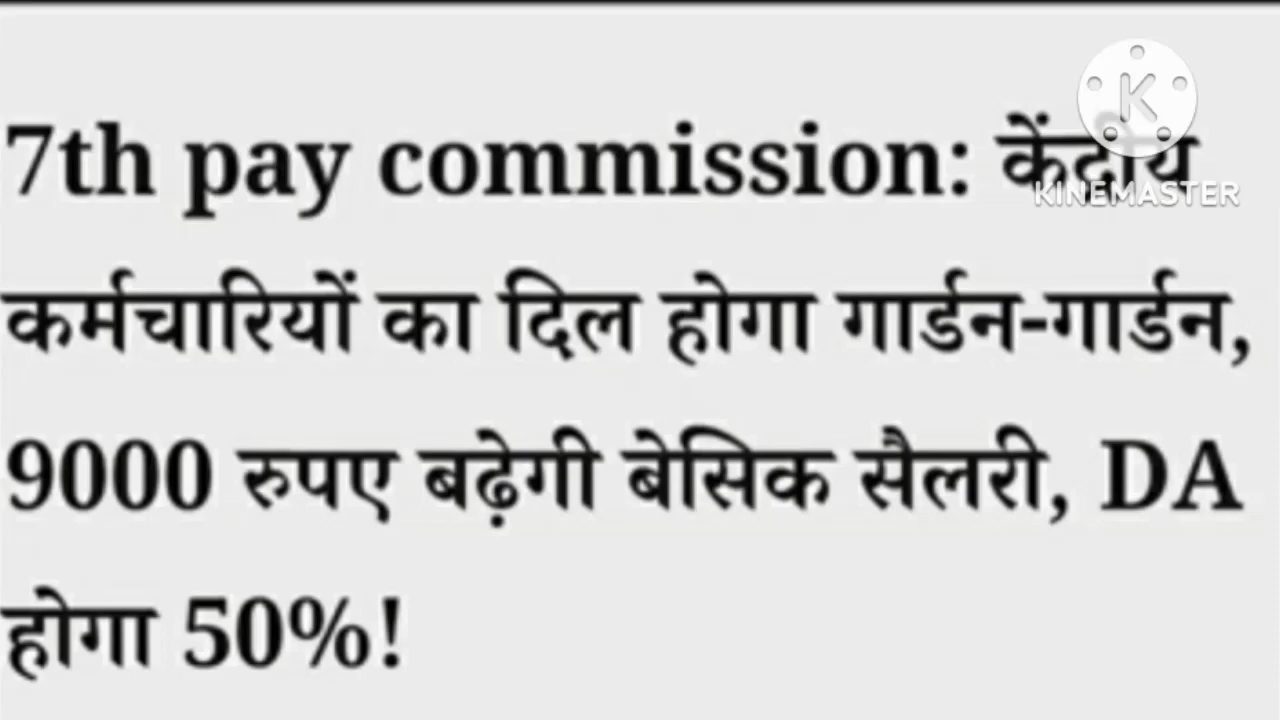 7th pay commission: केंद्रीय
कर्मचारियों का दिल होगा गार्डन-गार्डन,
9000 रुपए बढ़ेगी बेसिक सैलरी, DA
होगा 50%!
K
KINEMASTER